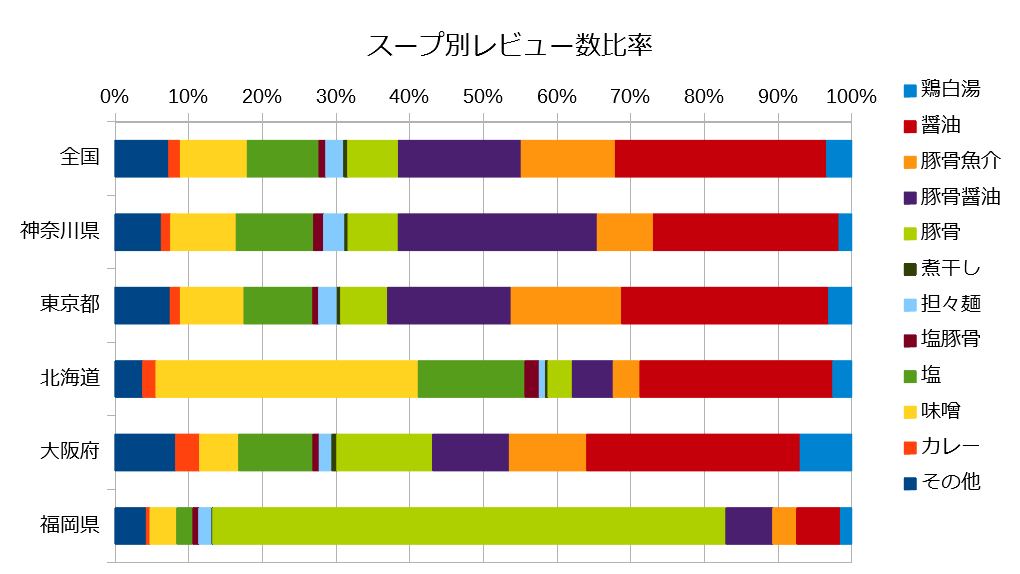 スープ別レビュー数比率
0% 10% 20% 30% 40% 50% 60% 70% 80% 90% 100%
全国
神奈川県
東京都
北海道
大阪府
福岡県
鶏白湯
醤油
豚骨魚介
豚骨醤油
豚骨
煮干し
担々麺
塩豚骨
塩
味噌
カレー
その他